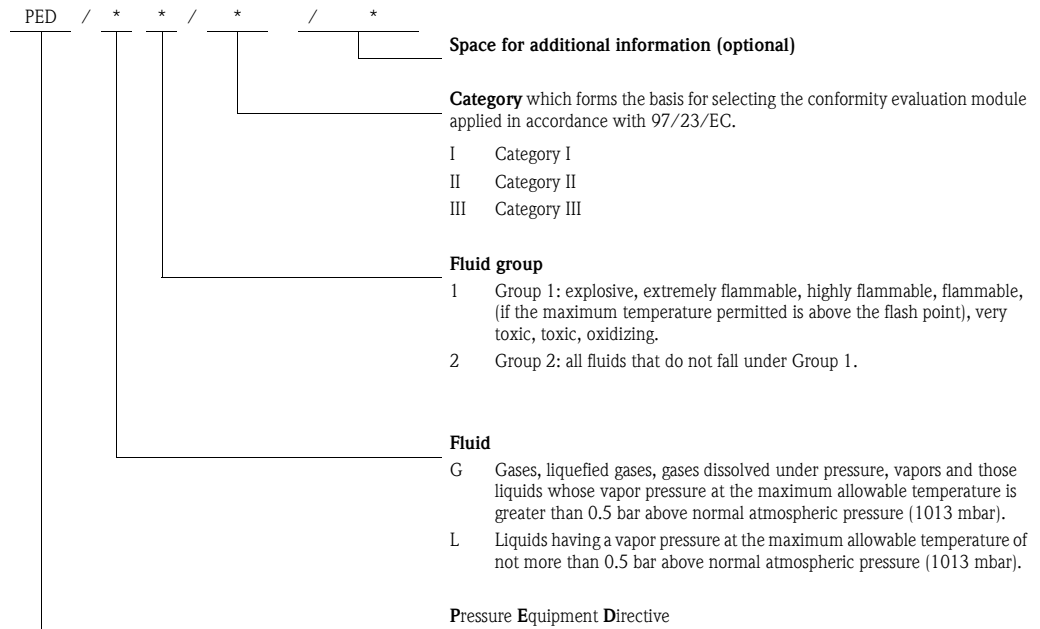 PED / * * / * / *
Space for additional information (optional)
Category which forms the basis for selecting the conformity evaluation module
applied in accordance with 97/23/EC.
I Category I
II Category II
III Category III
Fluid group
1 Group 1: explosive, extremely flammable, highly flammable, flammable,
(if the maximum temperature permitted is above the flash point), very
toxic, toxic, oxidizing.
2 Group 2: all fluids that do not fall under Group 1.
Fluid
G Gases, liquefied gases, gases dissolved under pressure, vapors and those
liquids whose vapor pressure at the maximum allowable temperature is
greater than 0.5 bar above normal atmospheric pressure (1013 mbar).
L Liquids having a vapor pressure at the maximum allowable temperature of
not more than 0.5 bar above normal atmospheric pressure (1013 mbar).
Pressure Equipment Directive